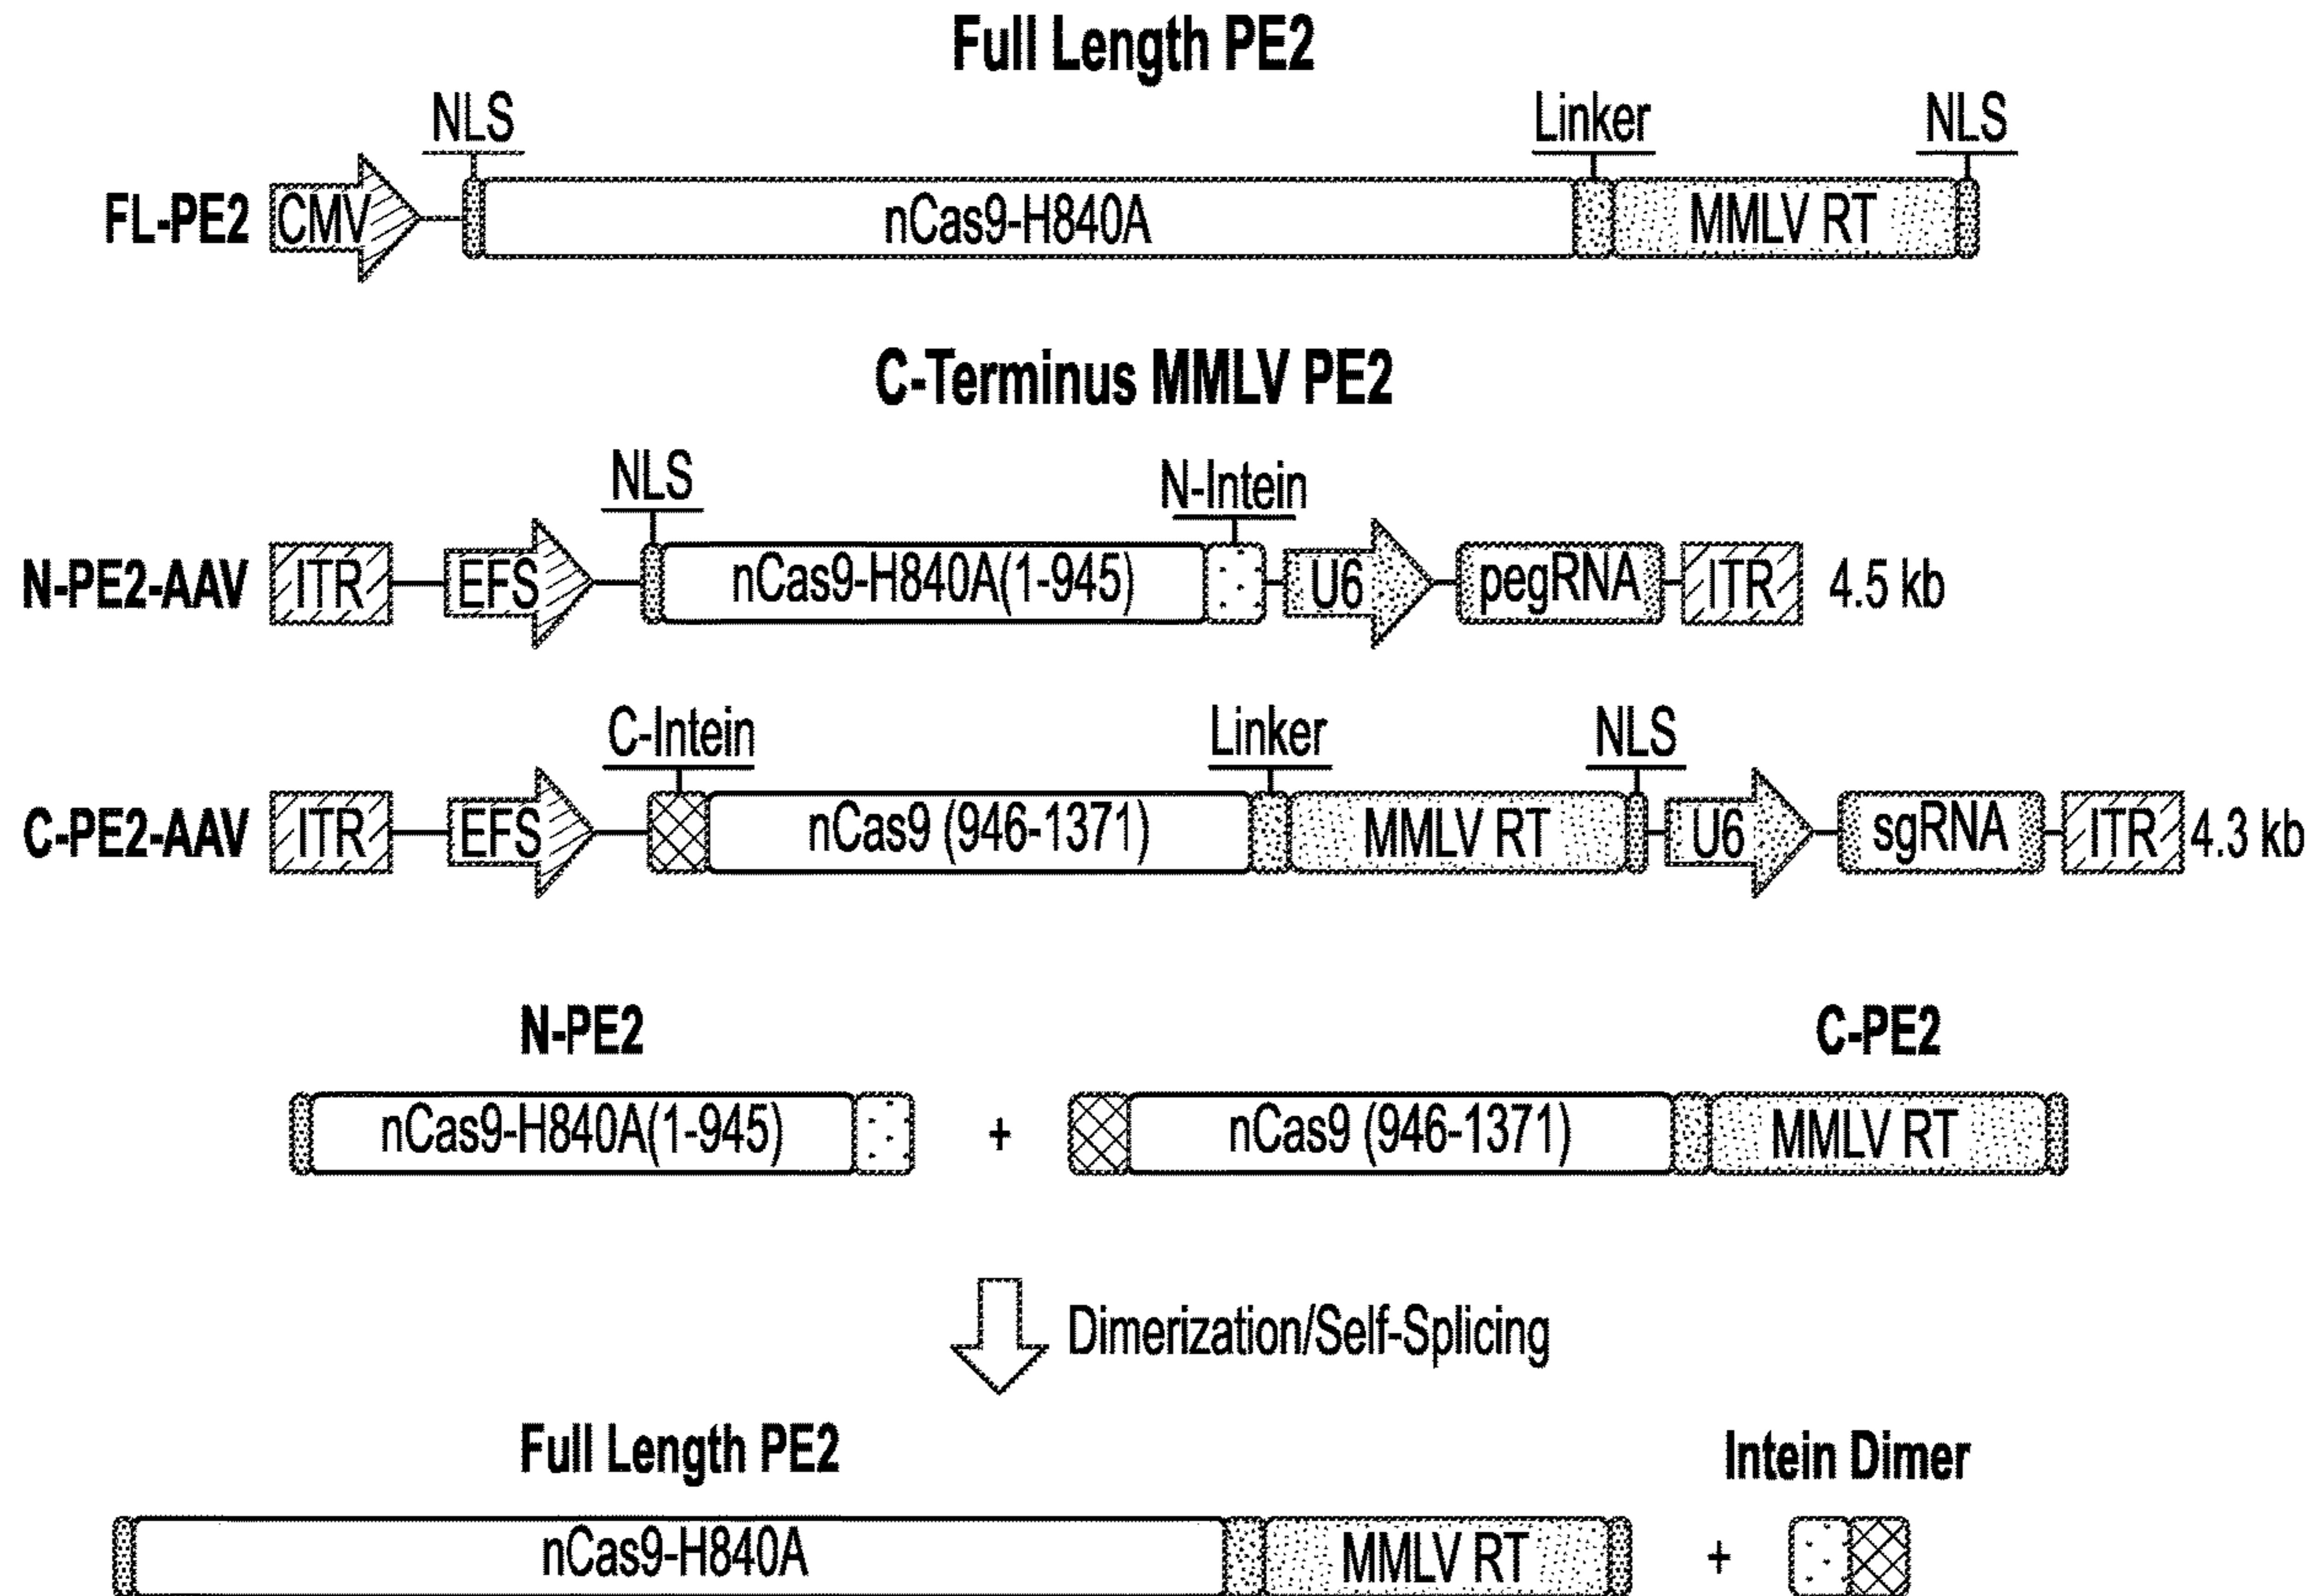 Full Length PE2
NLS Linker NLS
FL-PE2 CMV nCas9-H840A MMLV RT
C-Terminus MMLV PE2
NLS N-Intein
N-PE2-AAV ITR EFS nCas9-H840A(1-945) U6 pegRNA ITR 4.5 kb
C-Intein Linker NLS
C-PE2-AAV ITR EFS nCas9 (946-1371) MMLV RT U6 sgRNA ITR 4.3 kb
N-PE2 C-PE2
nCas9-H840A(1-945) + nCas9 (946-1371) MMLV RT
Dimerization/Self-Splicing
Full Length PE2 Intein Dimer
nCas9-H840A MMLV RT +